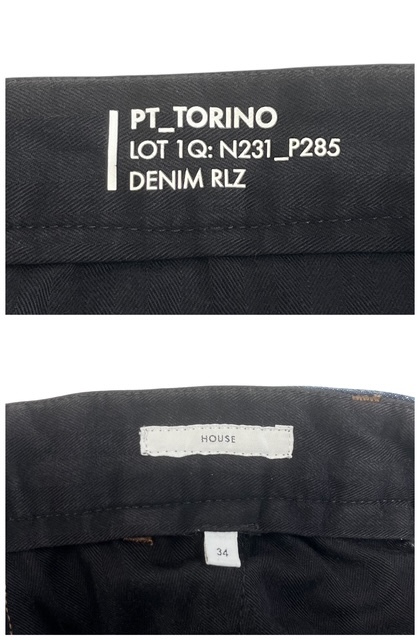 PT_TORINO
LOT 1Q: N231_P285
DENIM RLZ
HOUSE
34